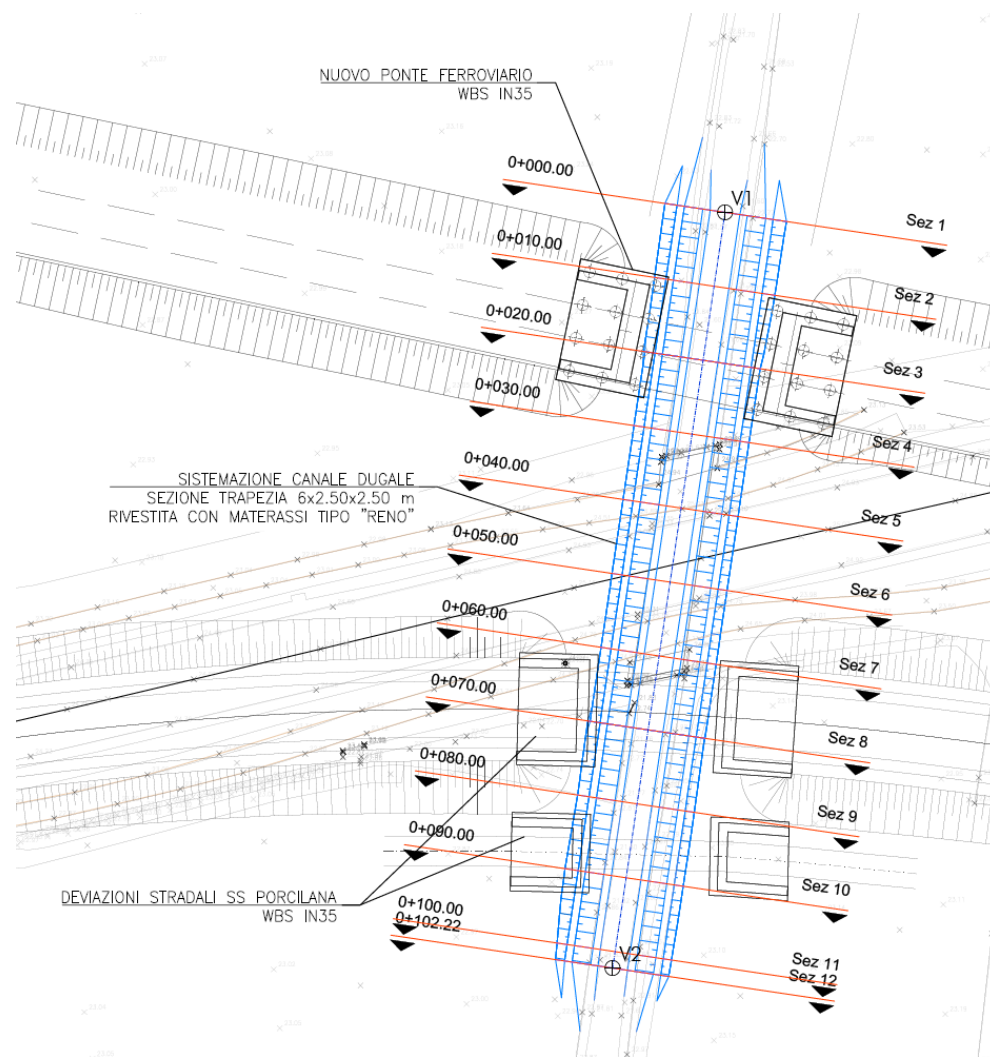 NUOVO PONTE FERROVIARIO
WBS IN35
0+000.00
V1
Sez 1
0+010.00
Sez 2
0+020.00
Sez 3
0+030.00
Sez 4
SISTEMAZIONE CANALE DUGALE
SEZIONE TRAPEZIA 6x2.50x2.50 m
RIVESTITA CON MATERASSI TIPO "RENO"
0+040.00
Sez 5
0+050.00
Sez 6
0+060.00
Sez 7
0+070.00
Sez 8
0+080.00
Sez 9
0+090.00
Sez 10
DEVIAZIONI STRADALI SS PORCILANA
WBS IN35
0+100.00
0+102.22
V2
Sez 11
Sez 12